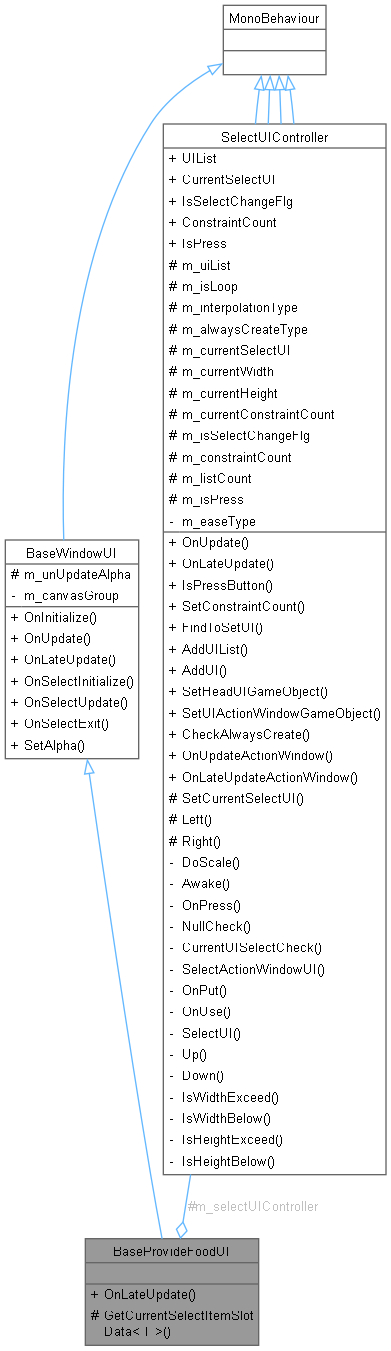 MonoBehaviour
SelectUIController
+ UIList
+ CurrentSelectUI
+ IsSelectChangeFlg
+ ConstraintCount
+ IsPress
# m_uiList
# m_isLoop
# m_interpolationType
# m_alwaysCreateType
# m_currentSelectUI
# m_currentWidth
# m_currentHeight
# m_currentConstraintCount
# m_isSelectChangeFlg
# m_constraintCount
# m_listCount
# m_isPress
- m_easeType
+ OnUpdate()
+ OnLateUpdate()
+ IsPressButton()
+ SetConstraintCount()
+ FindToSetUI()
+ AddUIList()
+ AddUI()
+ SetHeadUIGameObject()
+ SetUIActionWindowGameObject()
+ CheckAlwaysCreate()
+ OnUpdateActionWindow()
+ OnLateUpdateActionWindow()
# SetCurrentSelectUI()
# Left()
# Right()
- DoScale()
- Awake()
- OnPress()
- NullCheck()
- CurrentUISelectCheck()
- SelectActionWindowUI()
- OnPut()
- OnUse()
- SelectUI()
- Up()
- Down()
- IsWidthExceed()
- IsWidthBelow()
- IsHeightExceed()
- IsHeightBelow()
BaseWindowUI
# m_unUpdateAlpha
- m_canvasGroup
+ OnInitialize()
+ OnUpdate()
+ OnLateUpdate()
+ OnSelectInitialize()
+ OnSelectUpdate()
+ OnSelectExit()
+ SetAlpha()
#m_selectUIController
BaseProvideFoodUI
+ OnLateUpdate()
# GetCurrentSelectItemSlot
Data< T >()